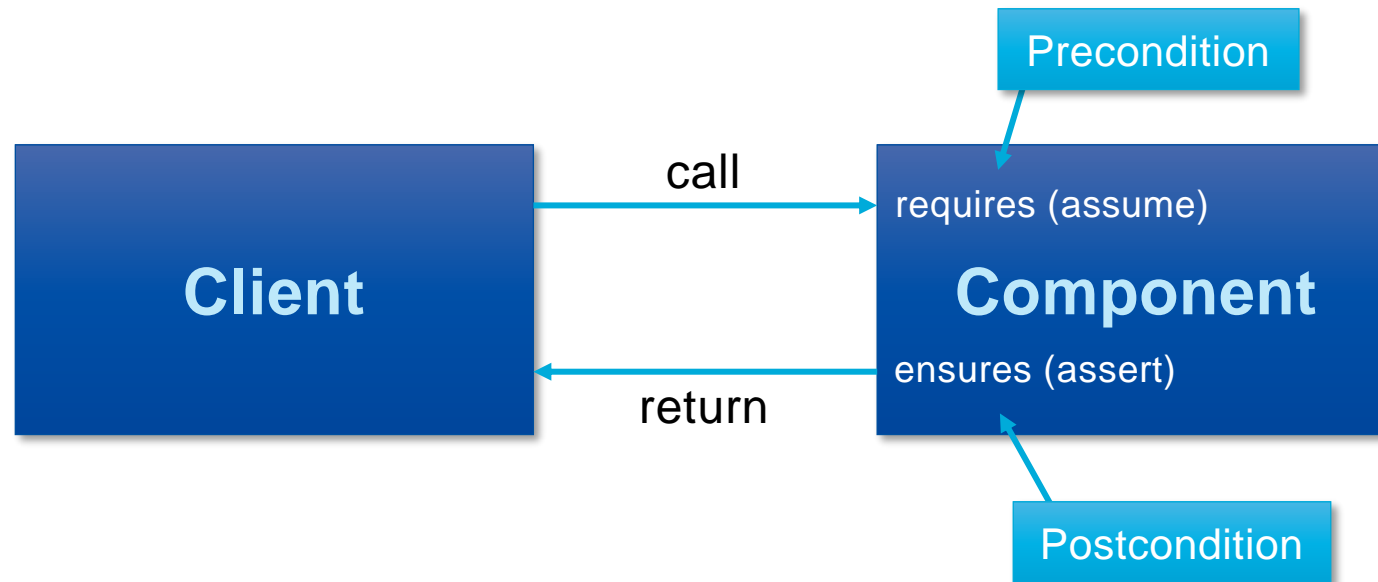 Precondition
call
requires (assume)
Client
Component
ensures (assert)
return
Postcondition